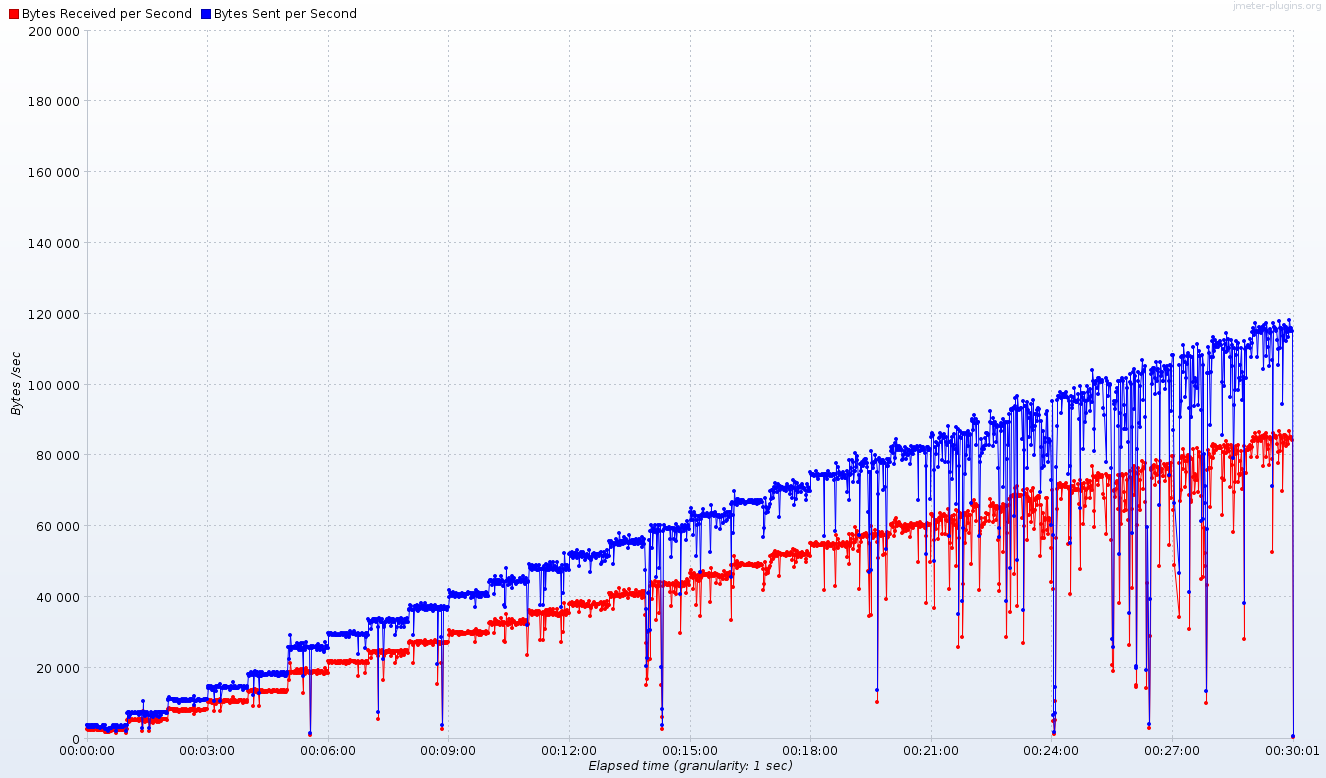 jmeter-plugins.org
Bytes Received per Second Bytes Sent per Second
200 000
180 000
160 000
140 000
120 000
100 000
80 000
60 000
40 000
20 000
0
Bytes /sec
00:00:00 00:03:00 00:06:00 00:09:00 00:12:00 00:15:00 00:18:00 00:21:00 00:24:00 00:27:00 00:30:01
Elapsed time (granularity: 1 sec)